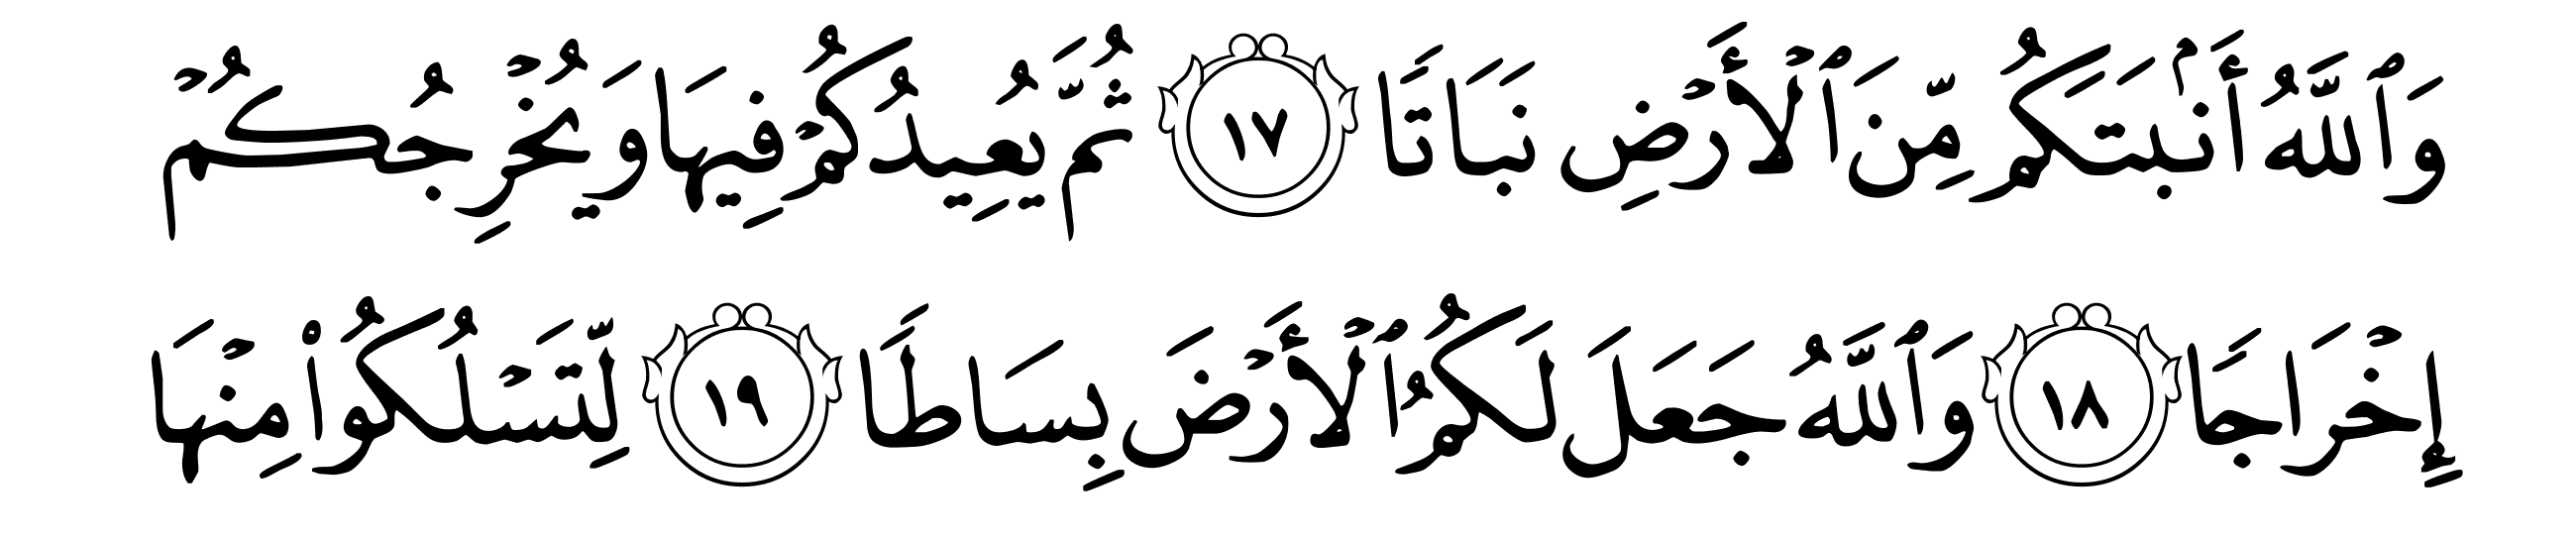 وَٱللَّهُ أَنۢبَتَكُم مِّنَ ٱلْأَرْضِ نَبَاتًا ١٧ ثُمَّ يُعِيدُكُمْ فِيهَا وَيُخْرِجُكُمْ
إِخْرَاجًا ١٨ وَٱللَّهُ جَعَلَ لَكُمُ ٱلْأَرْضَ بِسَاطًا ١٩ لِّتَسْلُكُوا۟ مِنْهَا